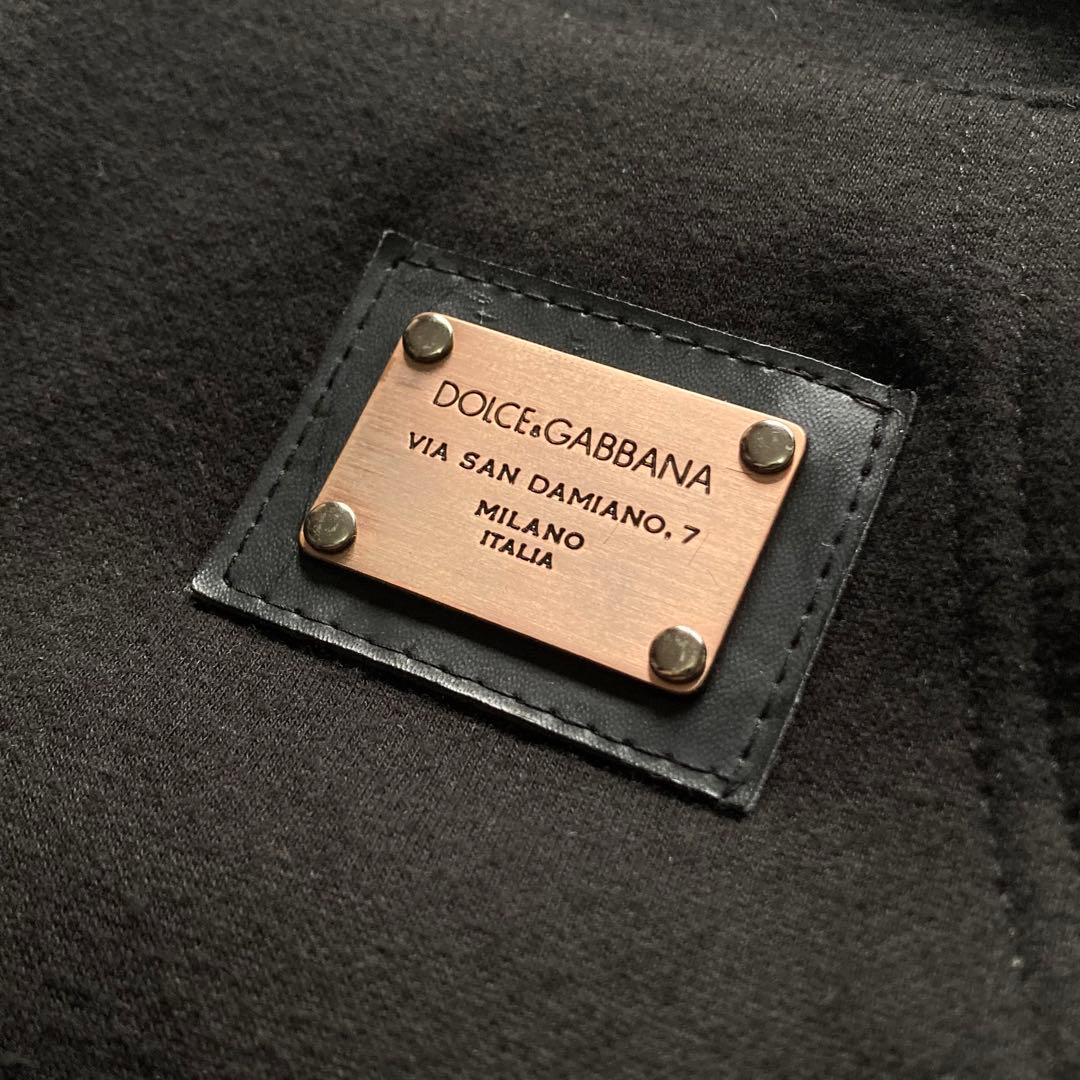 DOLCE&GABBANA
VIA SAN DAMIANO, 7
MILANO
ITALIA